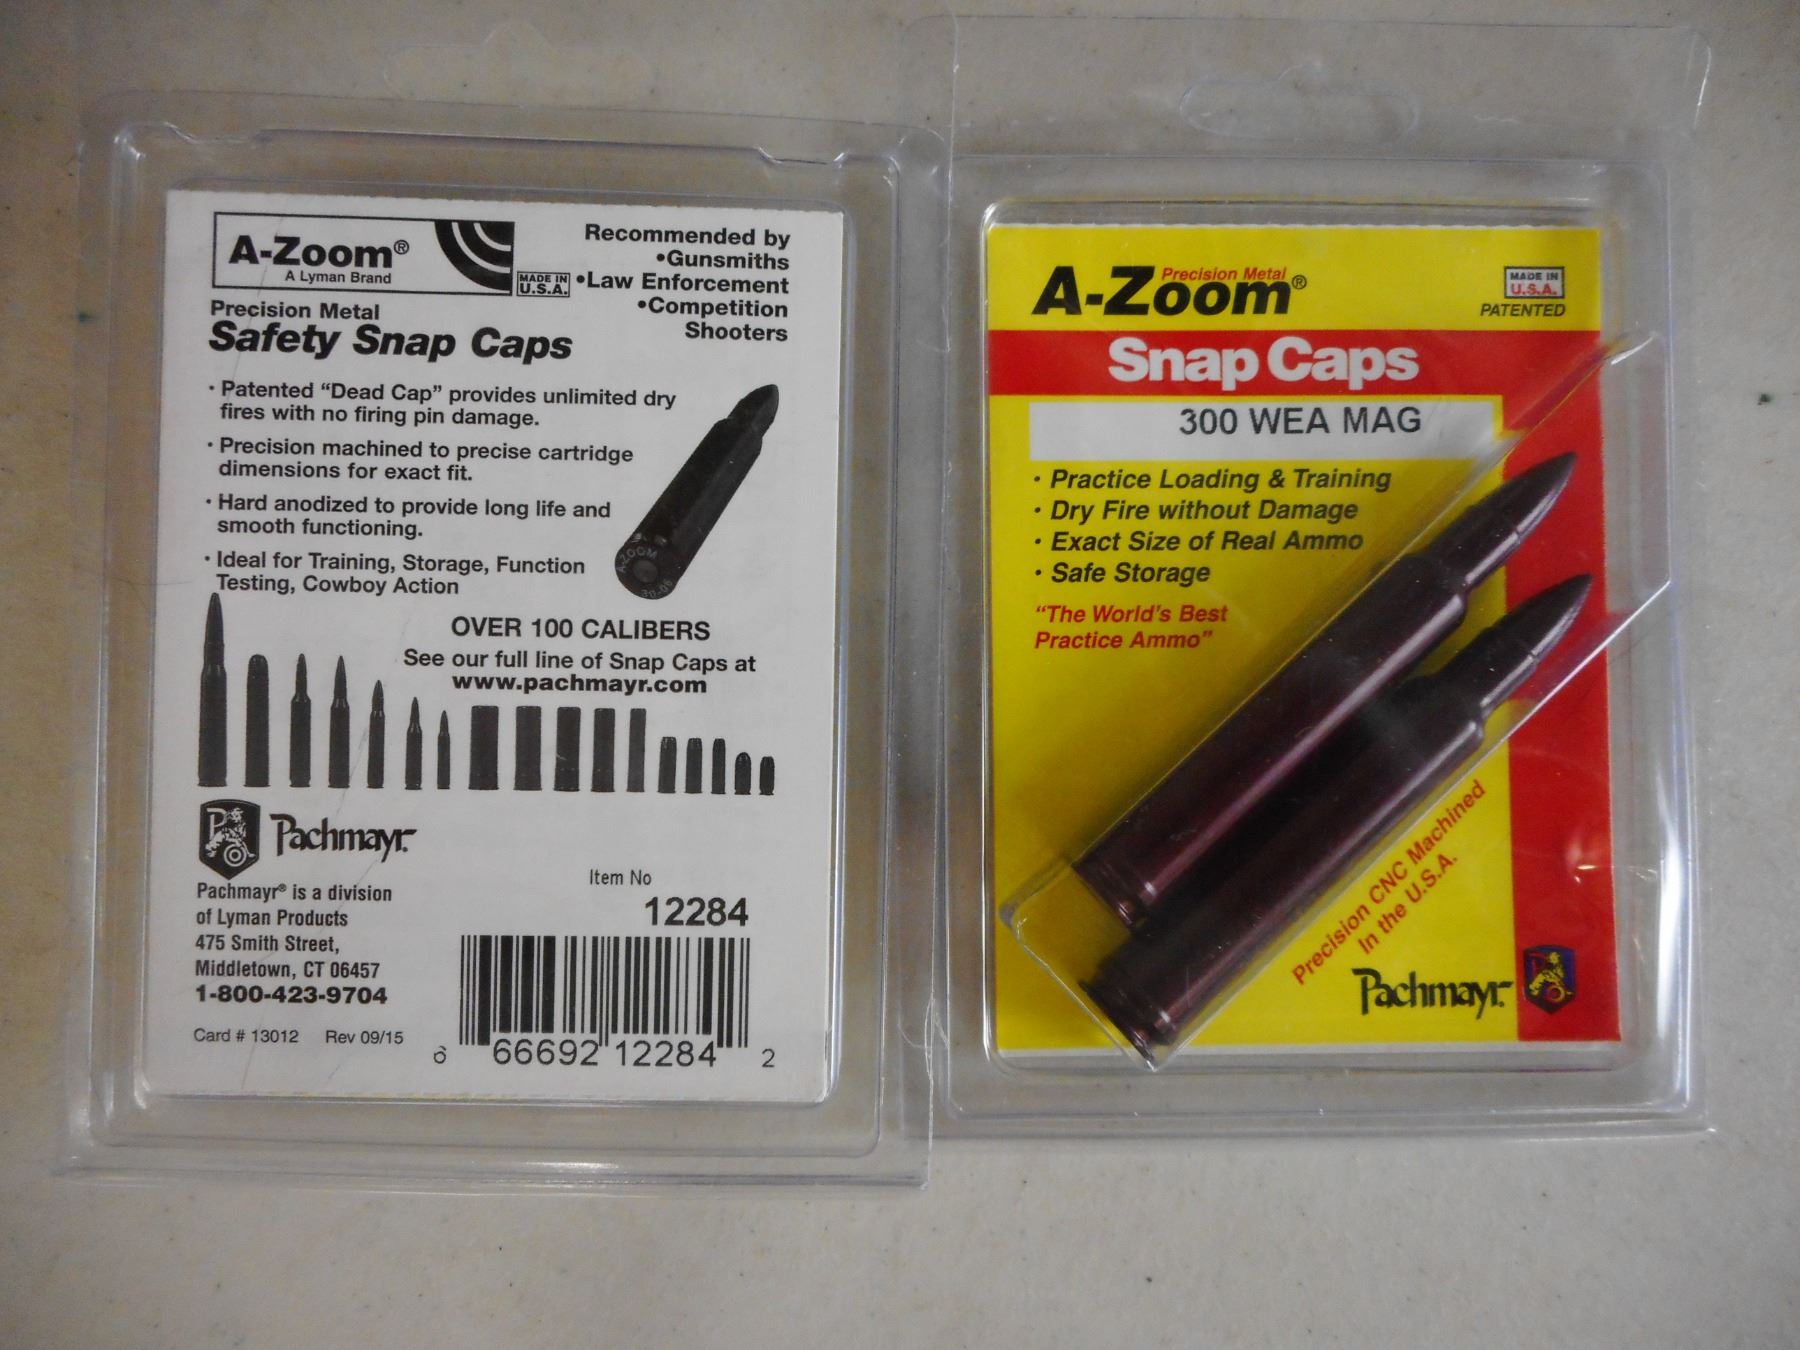 A-Zoom®
A Lyman Brand
MADE IN
U.S.A.
Recommended by
•Gunsmiths
•Law Enforcement
•Competition
Shooters
Precision Metal
Safety Snap Caps
• Patented “Dead Cap” provides unlimited dry
fires with no firing pin damage.
• Precision machined to precise cartridge
dimensions for exact fit.
• Hard anodized to provide long life and
smooth functioning.
• Ideal for Training, Storage, Function
Testing, Cowboy Action
A-ZOOM
30-06
OVER 100 CALIBERS
See our full line of Snap Caps at
www.pachmayr.com
P
Pachmayr.
Pachmayr® is a division
of Lyman Products
475 Smith Street,
Middletown, CT 06457
1-800-423-9704
Card # 13012 Rev 09/15
Item No
12284
6 66692 12284 2
Precision Metal
A-Zoom®
MADE IN
U.S.A.
PATENTED
Snap Caps
300 WEA MAG
• Practice Loading & Training
• Dry Fire without Damage
• Exact Size of Real Ammo
• Safe Storage
“The World’s Best
Practice Ammo”
Precision CNC Machined
In the U.S.A.
Pachmayr.
P